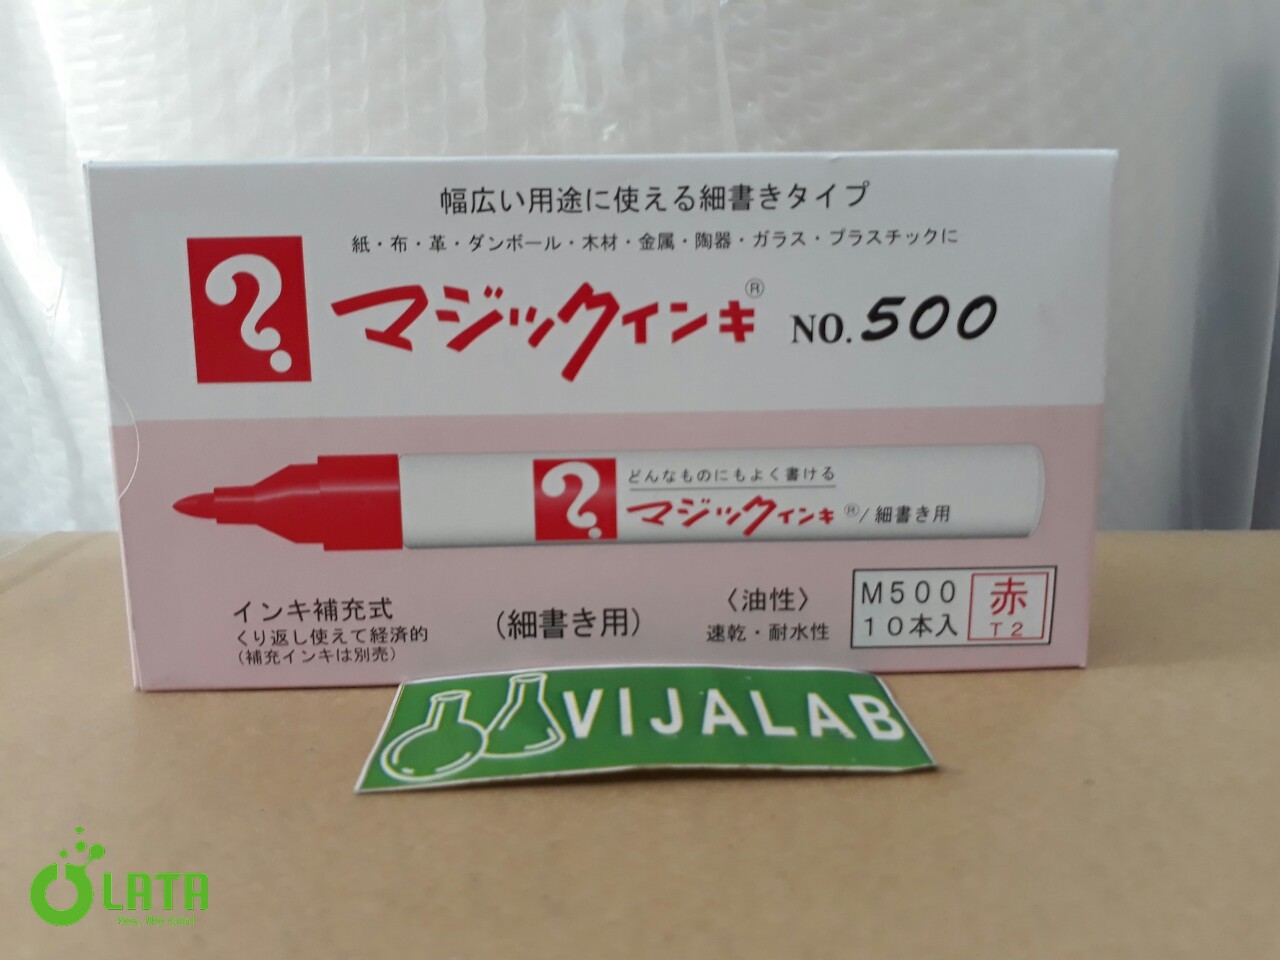 幅広い用途に使える細書きタイプ
紙・布・革・ダンボール・木材・金属・陶器・ガラス・プラスチックに
? マジックインキ® NO. 500
? どんなものにもよく書ける
マジックインキ®/細書き用
インキ補充式
くり返し使えて経済的
(補充インキは別売)
(細書き用)
〈油性〉
速乾・耐水性
M500
10本入
赤
T2
VIJALAB
LATA